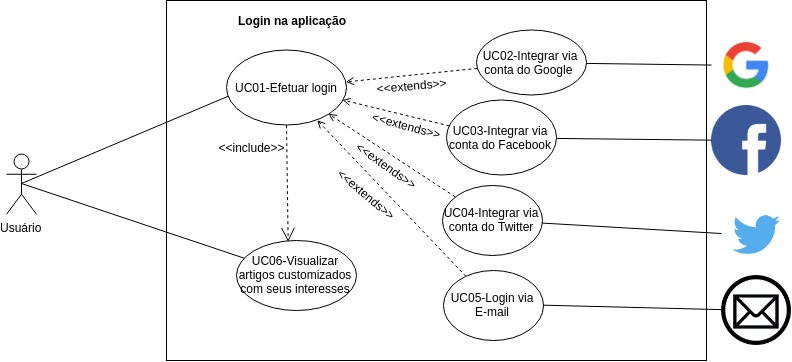 Login na aplicação
UC01-Efetuar login
UC02-Integrar via
conta do Google
<<extends>>
UC03-Integrar via
conta do Facebook
<<extends>>
<<include>>
<<extends>>
<<extends>>
UC04-Integrar via
conta do Twitter
Usuário
UC06-Visualizar
artigos customizados
com seus interesses
UC05-Login via
E-mail